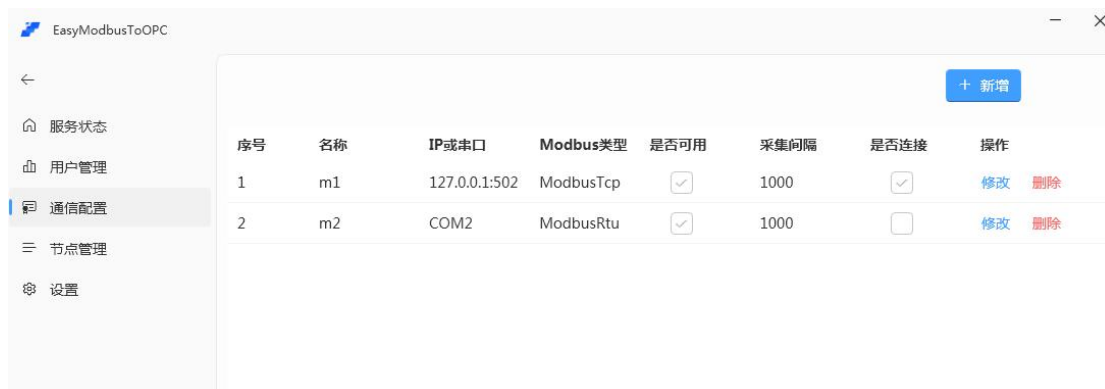 EasyModbusToOPC
+ 新增
服务状态
用户管理
通信配置
节点管理
设置
序号 名称 IP或串口 Modbus类型 是否可用 采集间隔 是否连接 操作
1 m1 127.0.0.1:502 ModbusTcp 1000 修改 删除
2 m2 COM2 ModbusRtu 1000 修改 删除